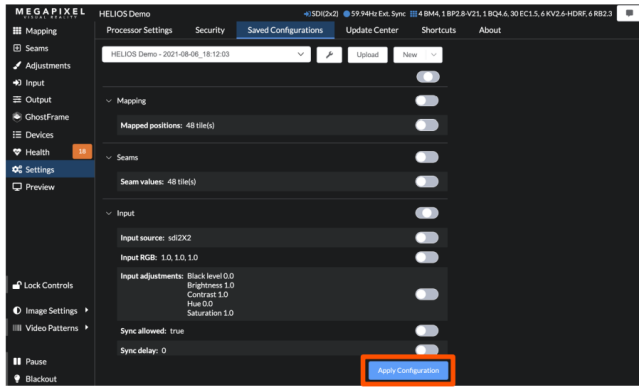 MEGAPIXEL
VISUAL REALITY
HELIOS Demo
SDI(2x2) 59.94Hz Ext. Sync 4 BM4, 1 BP2.8-V21, 1 BQ4.6, 30 EC1.5, 6 KV2.6-HDRF, 6 RB2.3
Mapping
Seams
Adjustments
Input
Output
GhostFrame
Devices
Health 18
Settings
Preview
Lock Controls
Image Settings
Video Patterns
Pause
Blackout
Processor Settings Security Saved Configurations Update Center Shortcuts About
HELIOS Demo - 2021-08-06_18:12:03 Upload New
Mapping
Mapped positions: 48 tile(s)
Seams
Seam values: 48 tile(s)
Input
Input source: sdi2X2
Input RGB: 1.0, 1.0, 1.0
Input adjustments: Black level 0.0
Brightness 1.0
Contrast 1.0
Hue 0.0
Saturation 1.0
Sync allowed: true
Sync delay: 0
Apply Configuration